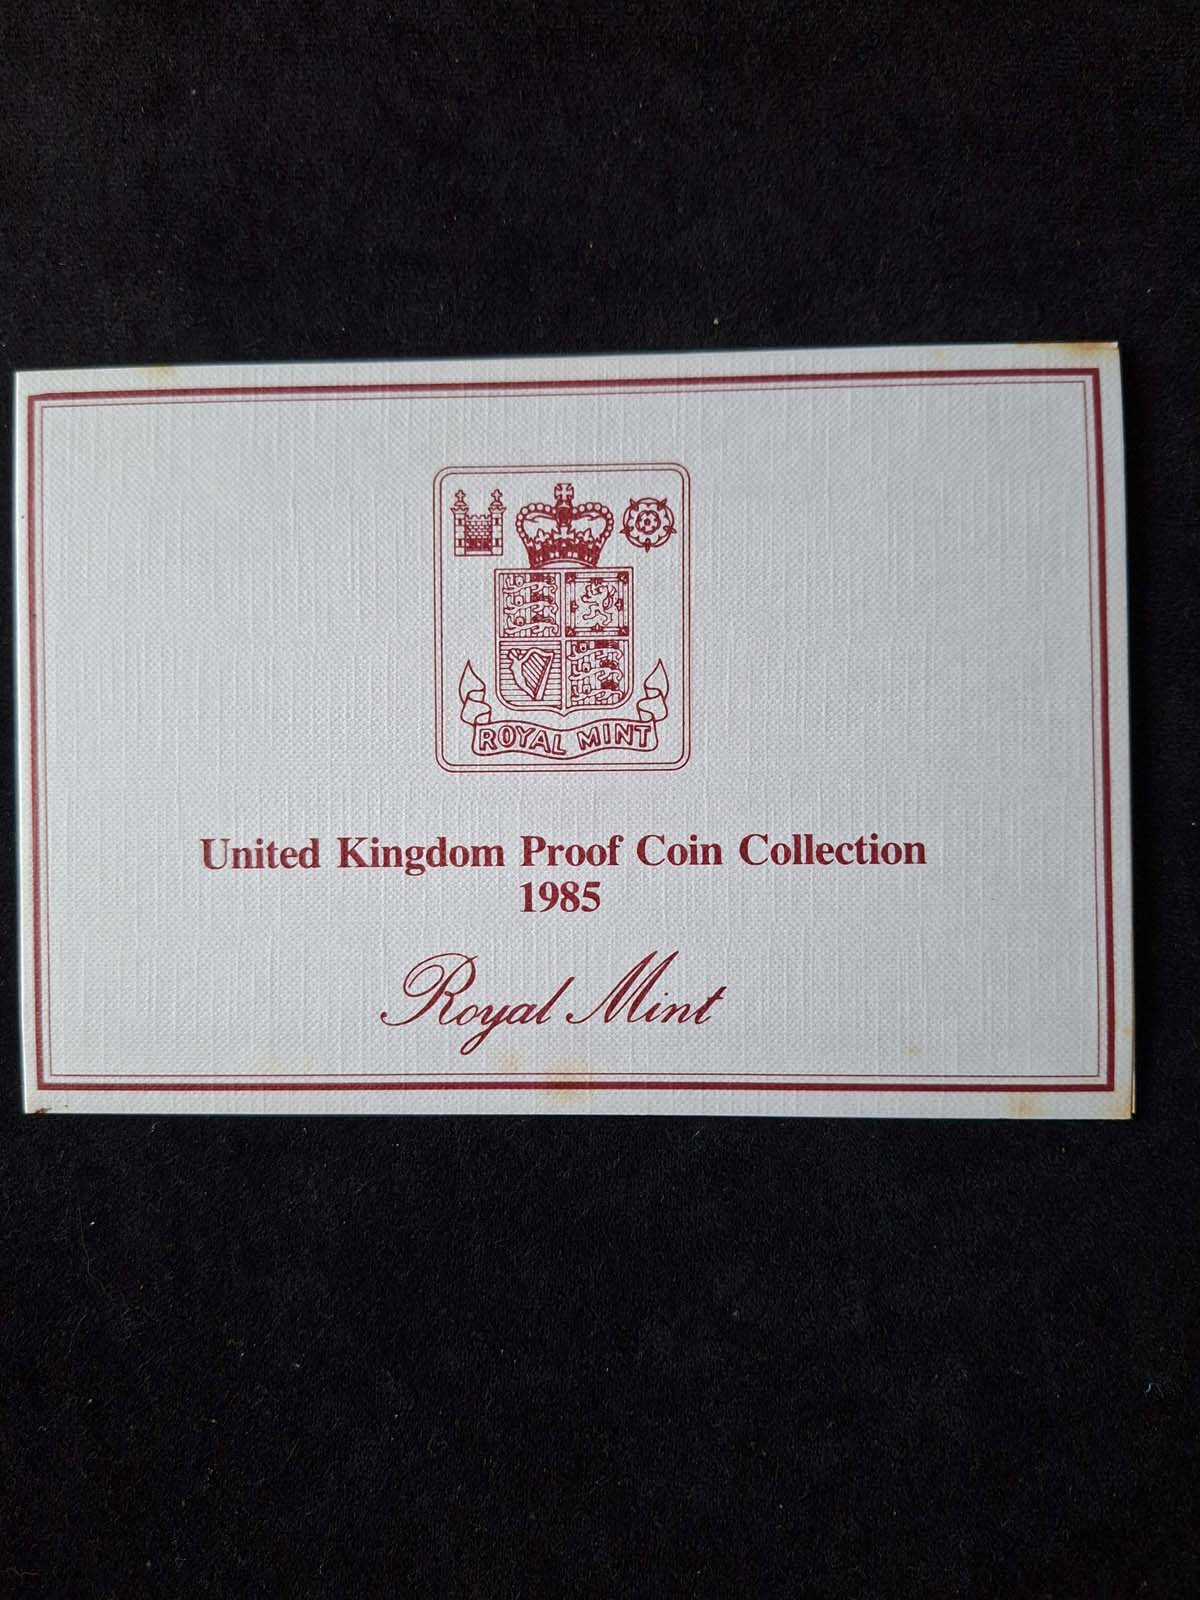 ROYAL MINT
United Kingdom Proof Coin Collection
1985
Royal Mint